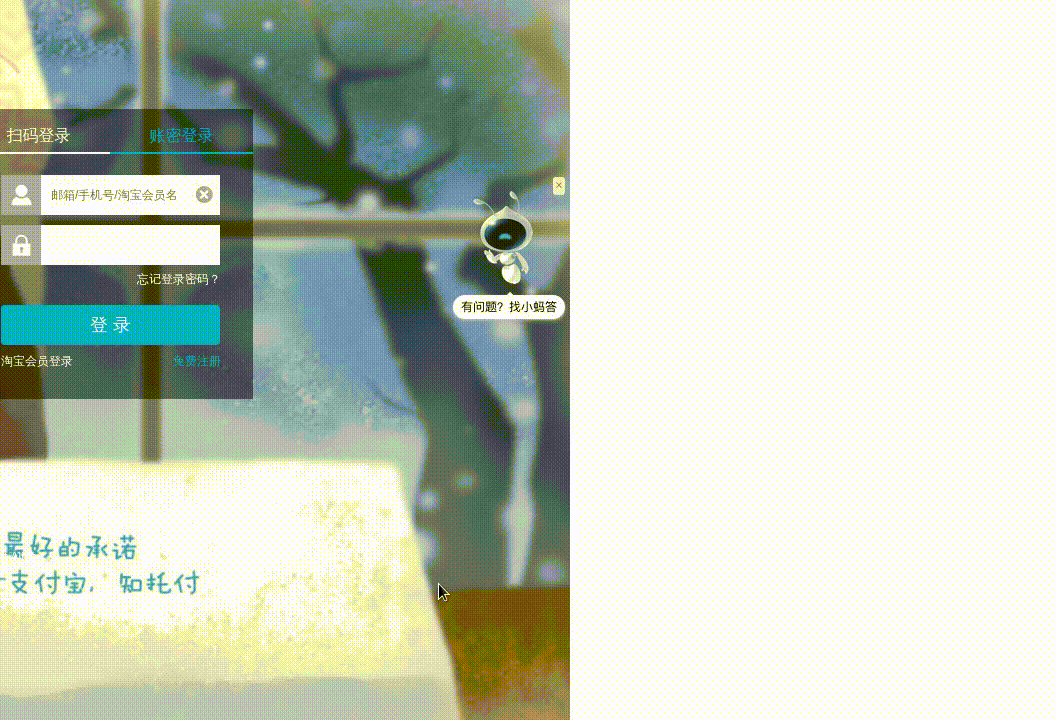 扫码登录 账密登录
邮箱/手机号/淘宝会员名
忘记登录密码？
登 录
淘宝会员登录 免费注册
有问题？找小蚂答
最好的承诺
支付宝，知托付